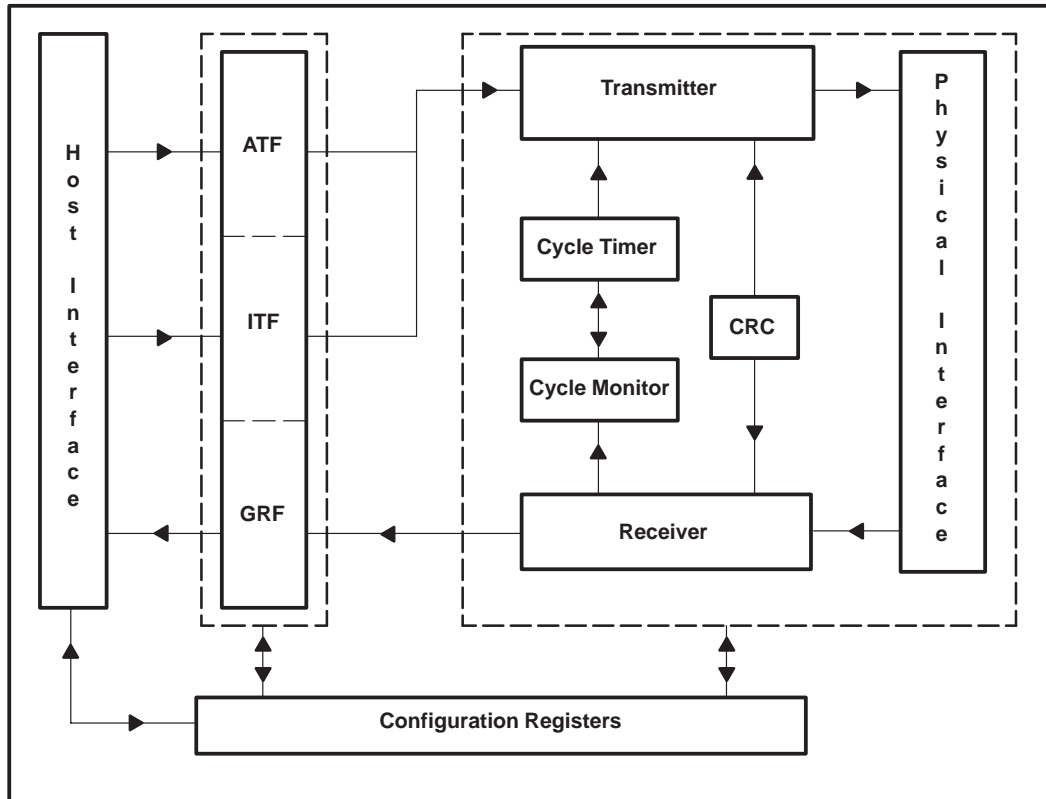 Host Interface
ATF
ITF
GRF
Transmitter
Cycle Timer
CRC
Cycle Monitor
Receiver
Physical Interface
Configuration Registers